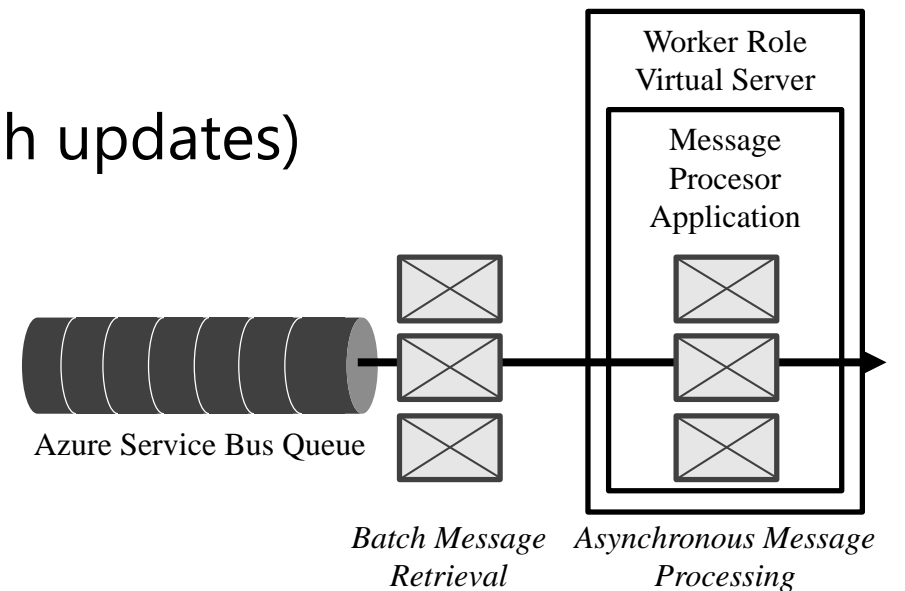 h updates)
Worker Role
Virtual Server
Message
Procesor
Application
Azure Service Bus Queue
Batch Message
Retrieval
Asynchronous Message
Processing